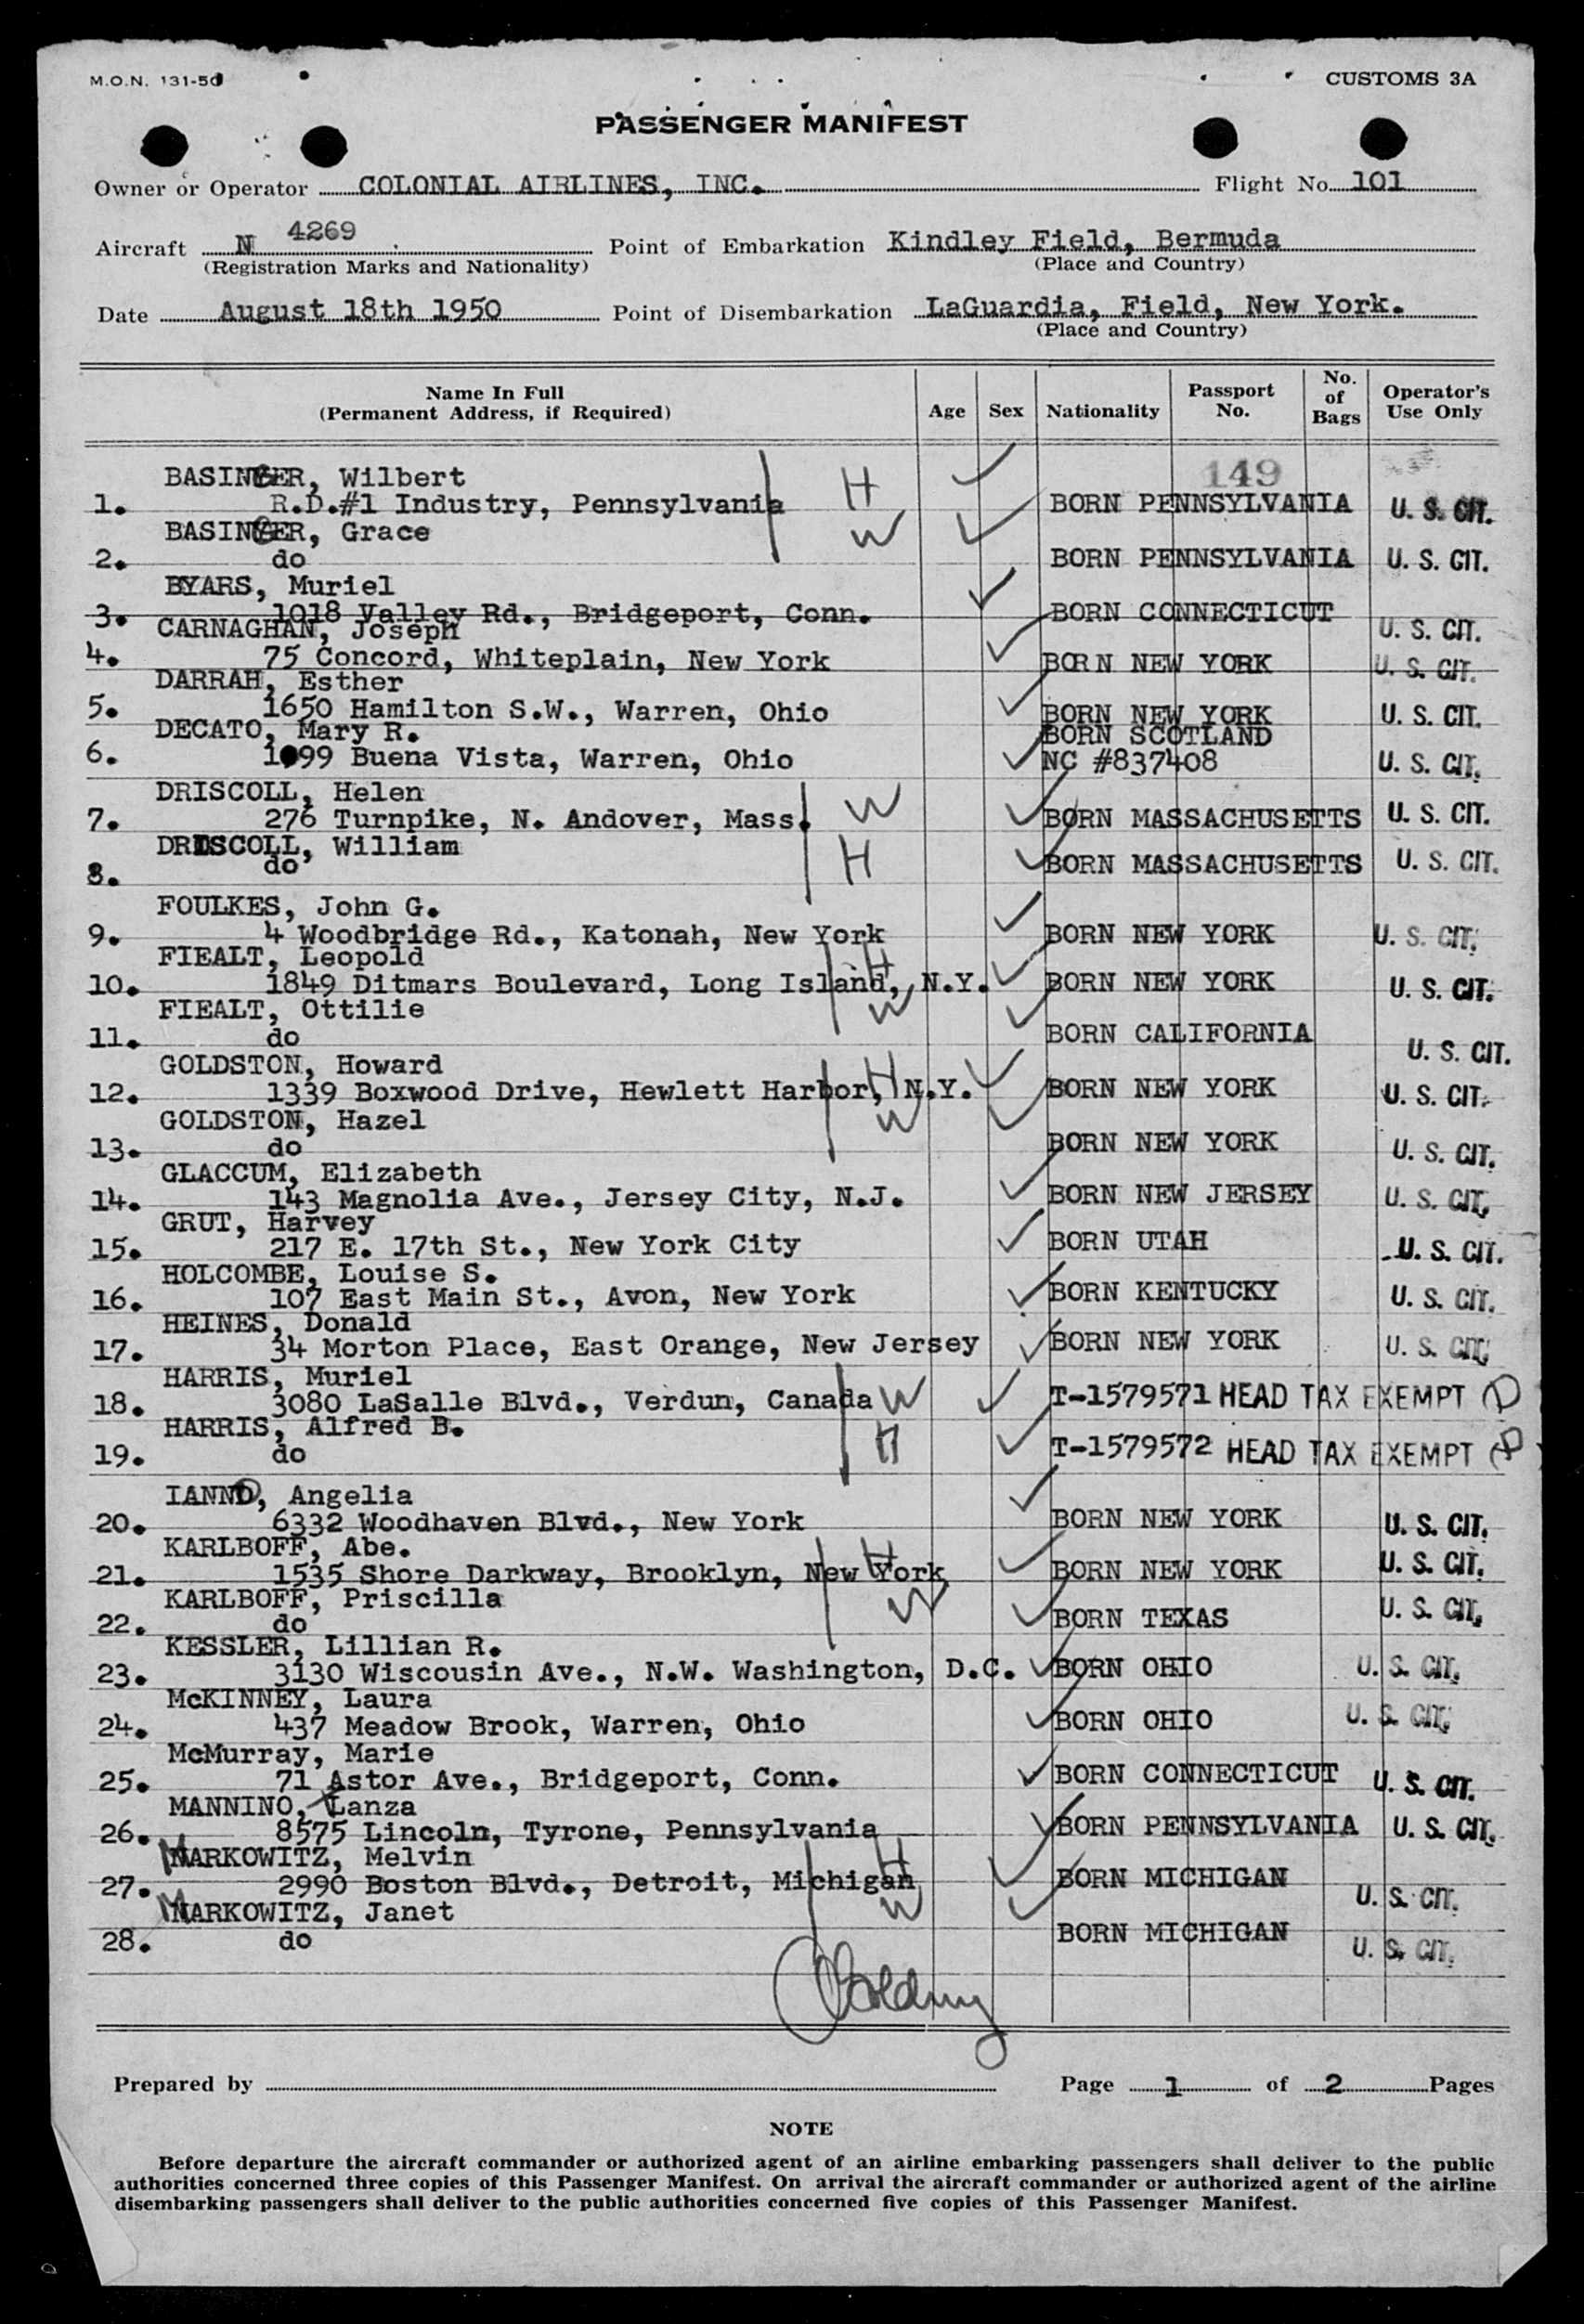 M.O.N. 131-50
CUSTOMS 3A
PASSENGER MANIFEST
Owner or Operator COLONIAL AIRLINES, INC. Flight No. 101
Aircraft N 4269 Point of Embarkation Kindley Field, Bermuda
(Registration Marks and Nationality) (Place and Country)
Date August 18th 1950 Point of Disembarkation LaGuardia, Field, New York.
(Place and Country)
Name In Full
(Permanent Address, if Required)
Age
Sex
Nationality
Passport
No.
No.
of
Bags
Operator's
Use Only
149
BASINGER, Wilbert H
1. R.D.#1 Industry, Pennsylvania BORN PENNSYLVANIA U. S. CIT.
BASINGER, Grace W
2. do BORN PENNSYLVANIA U. S. CIT.
BYARS, Muriel
3. 1018 Valley Rd., Bridgeport, Conn. BORN CONNECTICUT U. S. CIT.
CARNAGHAN, Joseph
4. 75 Concord, Whiteplain, New York BORN NEW YORK U. S. CIT.
DARRAH, Esther
5. 1650 Hamilton S.W., Warren, Ohio BORN NEW YORK U. S. CIT.
DECATO, Mary R. BORN SCOTLAND
6. 1099 Buena Vista, Warren, Ohio NC #837408 U. S. CIT.
DRISCOLL, Helen W
7. 276 Turnpike, N. Andover, Mass. BORN MASSACHUSETTS U. S. CIT.
DRISCOLL, William H
8. do BORN MASSACHUSETTS U. S. CIT.
FOULKES, John G.
9. 4 Woodbridge Rd., Katonah, New York BORN NEW YORK U. S. CIT.
FIEALT, Leopold H
10. 1849 Ditmars Boulevard, Long Island, N.Y. BORN NEW YORK U. S. CIT.
FIEALT, Ottilie W
11. do BORN CALIFORNIA U. S. CIT.
GOLDSTON, Howard H
12. 1339 Boxwood Drive, Hewlett Harbor, N.Y. BORN NEW YORK U. S. CIT.
GOLDSTON, Hazel W
13. do BORN NEW YORK U. S. CIT.
GLACCUM, Elizabeth
14. 143 Magnolia Ave., Jersey City, N.J. BORN NEW JERSEY U. S. CIT.
GRUT, Harvey
15. 217 E. 17th St., New York City BORN UTAH U. S. CIT.
HOLCOMBE, Louise S.
16. 107 East Main St., Avon, New York BORN KENTUCKY U. S. CIT.
HEINES, Donald
17. 34 Morton Place, East Orange, New Jersey BORN NEW YORK U. S. CIT.
HARRIS, Muriel
18. 3080 LaSalle Blvd., Verdun, Canada W T-1579571 HEAD TAX EXEMPT
HARRIS, Alfred B. H
19. do T-1579572 HEAD TAX EXEMPT
IANNO, Angelia
20. 6332 Woodhaven Blvd., New York BORN NEW YORK U. S. CIT.
KARLBOFF, Abe. H
21. 1535 Shore Darkway, Brooklyn, New York BORN NEW YORK U. S. CIT.
KARLBOFF, Priscilla W
22. do BORN TEXAS U. S. CIT.
KESSLER, Lillian R.
23. 3130 Wiscousin Ave., N.W. Washington, D.C. BORN OHIO U. S. CIT.
McKINNEY, Laura
24. 437 Meadow Brook, Warren, Ohio BORN OHIO U. S. CIT.
McMurray, Marie
25. 71 Astor Ave., Bridgeport, Conn. BORN CONNECTICUT U. S. CIT.
MANNINO, Lanza
26. 8575 Lincoln, Tyrone, Pennsylvania BORN PENNSYLVANIA U. S. CIT.
MARKOWITZ, Melvin H
27. 2990 Boston Blvd., Detroit, Michigan BORN MICHIGAN U. S. CIT.
MARKOWITZ, Janet W
28. do BORN MICHIGAN U. S. CIT.
Prepared by Page 1 of 2 Pages
NOTE
Before departure the aircraft commander or authorized agent of an airline embarking passengers shall deliver to the public
authorities concerned three copies of this Passenger Manifest. On arrival the aircraft commander or authorized agent of the airline
disembarking passengers shall deliver to the public authorities concerned five copies of this Passenger Manifest.